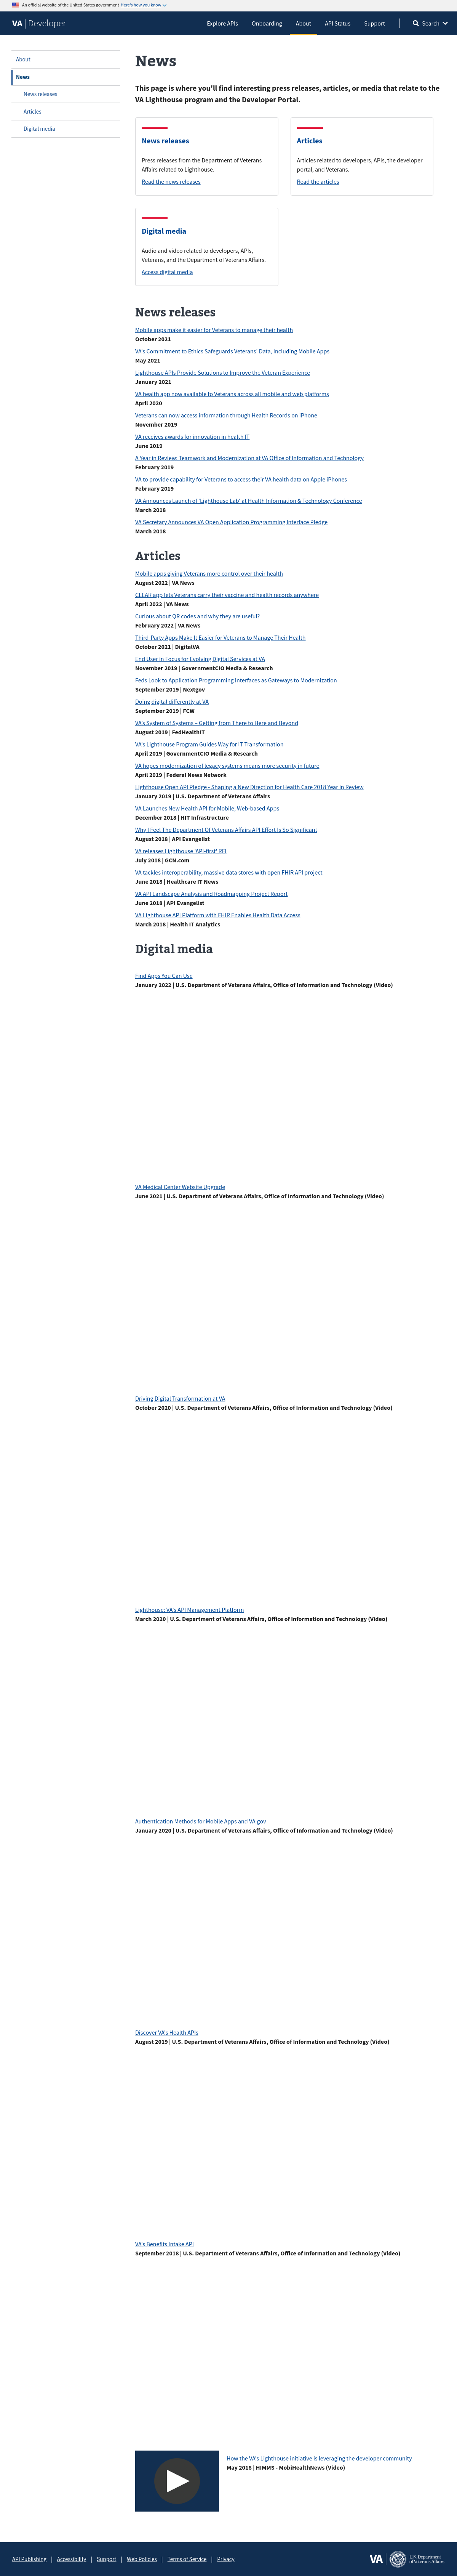 An official website of the United States government Here's how you know
VA | Developer
Explore APIs
Onboarding
About
API Status
Support
Search
About
News
News releases
Articles
Digital media
News
This page is where you'll find interesting press releases, articles, or media that relate to the
VA Lighthouse program and the Developer Portal.
News releases
Press releases from the Department of Veterans
Affairs related to Lighthouse.
Read the news releases
Articles
Articles related to developers, APIs, the developer
portal, and Veterans.
Read the articles
Digital media
Audio and video related to developers, APIs,
Veterans, and the Department of Veterans Affairs.
Access digital media
News releases
Mobile apps make it easier for Veterans to manage their health
October 2021
VA's Commitment to Ethics Safeguards Veterans' Data, Including Mobile Apps
May 2021
Lighthouse APIs Provide Solutions to Improve the Veteran Experience
January 2021
VA health app now available to Veterans across all mobile and web platforms
April 2020
Veterans can now access information through Health Records on iPhone
November 2019
VA receives awards for innovation in health IT
June 2019
A Year in Review: Teamwork and Modernization at VA Office of Information and Technology
February 2019
VA to provide capability for Veterans to access their VA health data on Apple iPhones
February 2019
VA Announces Launch of 'Lighthouse Lab' at Health Information & Technology Conference
March 2018
VA Secretary Announces VA Open Application Programming Interface Pledge
March 2018
Articles
Mobile apps giving Veterans more control over their health
August 2022 | VA News
CLEAR app lets Veterans carry their vaccine and health records anywhere
April 2022 | VA News
Curious about QR codes and why they are useful?
February 2022 | VA News
Third-Party Apps Make It Easier for Veterans to Manage Their Health
October 2021 | DigitalVA
End User in Focus for Evolving Digital Services at VA
November 2019 | GovernmentCIO Media & Research
Feds Look to Application Programming Interfaces as Gateways to Modernization
September 2019 | Nextgov
Doing digital differently at VA
September 2019 | FCW
VA's System of Systems – Getting from There to Here and Beyond
August 2019 | FedHealthIT
VA's Lighthouse Program Guides Way for IT Transformation
April 2019 | GovernmentCIO Media & Research
VA hopes modernization of legacy systems means more security in future
April 2019 | Federal News Network
Lighthouse Open API Pledge - Shaping a New Direction for Health Care 2018 Year in Review
January 2019 | U.S. Department of Veterans Affairs
VA Launches New Health API for Mobile, Web-based Apps
December 2018 | HIT Infrastructure
Why I Feel The Department Of Veterans Affairs API Effort Is So Significant
August 2018 | API Evangelist
VA releases Lighthouse 'API-first' RFI
July 2018 | GCN.com
VA tackles interoperability, massive data stores with open FHIR API project
June 2018 | Healthcare IT News
VA API Landscape Analysis and Roadmapping Project Report
June 2018 | API Evangelist
VA Lighthouse API Platform with FHIR Enables Health Data Access
March 2018 | Health IT Analytics
Digital media
Find Apps You Can Use
January 2022 | U.S. Department of Veterans Affairs, Office of Information and Technology (Video)
VA Medical Center Website Upgrade
June 2021 | U.S. Department of Veterans Affairs, Office of Information and Technology (Video)
Driving Digital Transformation at VA
October 2020 | U.S. Department of Veterans Affairs, Office of Information and Technology (Video)
Lighthouse: VA's API Management Platform
March 2020 | U.S. Department of Veterans Affairs, Office of Information and Technology (Video)
Authentication Methods for Mobile Apps and VA.gov
January 2020 | U.S. Department of Veterans Affairs, Office of Information and Technology (Video)
Discover VA's Health APIs
August 2019 | U.S. Department of Veterans Affairs, Office of Information and Technology (Video)
VA's Benefits Intake API
September 2018 | U.S. Department of Veterans Affairs, Office of Information and Technology (Video)
How the VA's Lighthouse initiative is leveraging the developer community
May 2018 | HIMMS - MobiHealthNews (Video)
API Publishing | Accessibility | Support | Web Policies | Terms of Service | Privacy
VA
U.S. Department
of Veterans Affairs